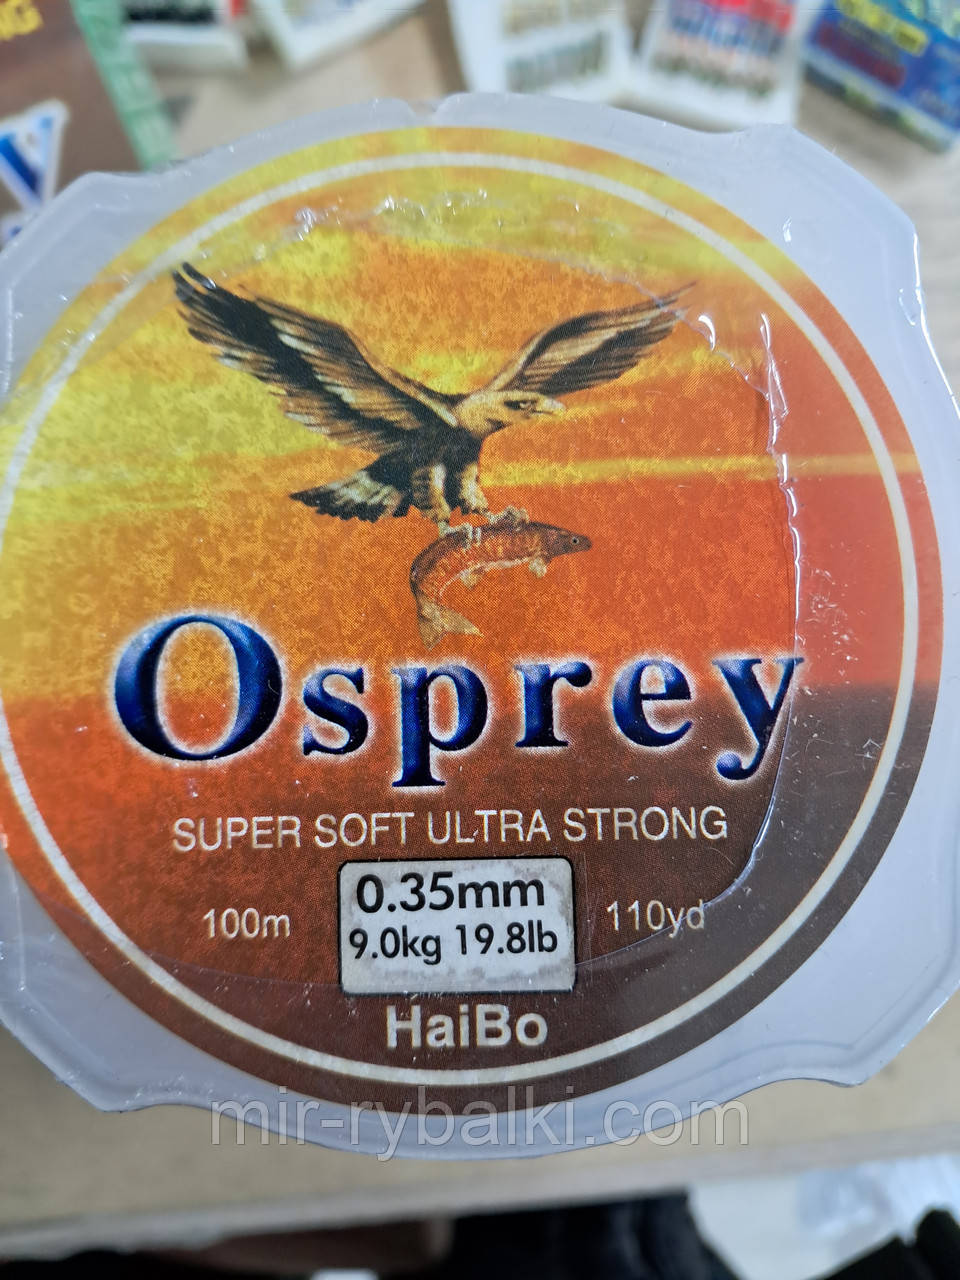 Osprey
SUPER SOFT ULTRA STRONG
0.35mm
100m 9.0kg 19.8lb 110yd
HaiBo
mir-rybalki.com